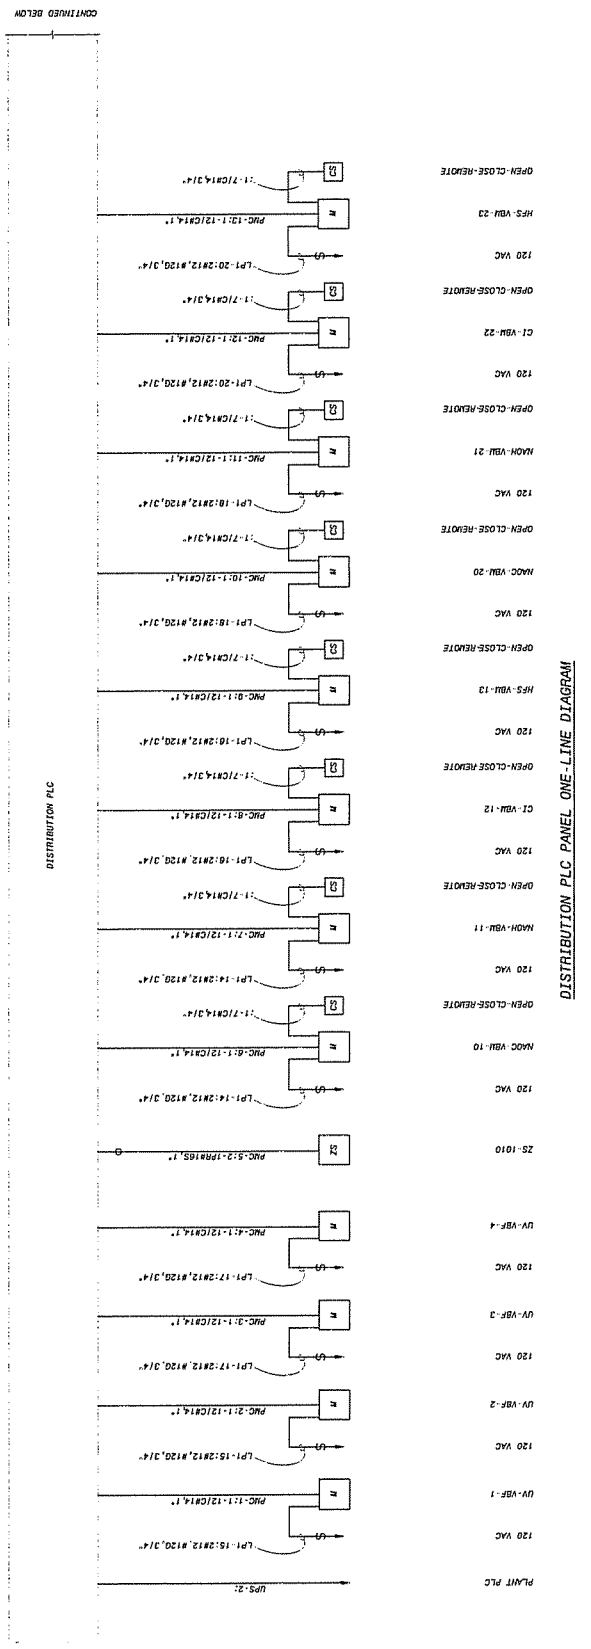 PLANT PLC
UPS-2:
120 VAC S LP1-15:2#12,#12G,3/4"
UV-VBF-1 M PMC-1:1-12/C#14,1"
120 VAC S LP1-15:2#12,#12G,3/4"
UV-VBF-2 M PMC-2:1-12/C#14,1"
120 VAC S LP1-17:2#12,#12G,3/4"
UV-VBF-3 M PMC-3:1-12/C#14,1"
120 VAC S LP1-17:2#12,#12G,3/4"
UV-VBF-4 M PMC-4:1-12/C#14,1"
ZS-1010 ZS PMC-5:2-1PR#16S,1"
120 VAC S LP1-14:2#12,#12G,3/4"
NAOC-VBM-10 M PMC-6:1-12/C#14,1"
OPEN-CLOSE-REMOTE CS :1-7/C#14,3/4"
120 VAC S LP1-14:2#12,#12G,3/4"
NAOH-VBM-11 M PMC-7:1-12/C#14,1"
OPEN-CLOSE-REMOTE CS :1-7/C#14,3/4"
120 VAC S LP1-16:2#12,#12G,3/4"
CI-VBM-12 M PMC-8:1-12/C#14,1"
OPEN-CLOSE-REMOTE CS :1-7/C#14,3/4"
120 VAC S LP1-16:2#12,#12G,3/4"
HFS-VBM-13 M PMC-9:1-12/C#14,1"
OPEN-CLOSE-REMOTE CS :1-7/C#14,3/4"
120 VAC S LP1-18:2#12,#12G,3/4"
NAOC-VBM-20 M PMC-10:1-12/C#14,1"
OPEN-CLOSE-REMOTE CS :1-7/C#14,3/4"
120 VAC S LP1-18:2#12,#12G,3/4"
NAOH-VBM-21 M PMC-11:1-12/C#14,1"
OPEN-CLOSE-REMOTE CS :1-7/C#14,3/4"
120 VAC S LP1-20:2#12,#12G,3/4"
CI-VBM-22 M PMC-12:1-12/C#14,1"
OPEN-CLOSE-REMOTE CS :1-7/C#14,3/4"
120 VAC S LP1-20:2#12,#12G,3/4"
HFS-VBM-23 M PMC-13:1-12/C#14,1"
OPEN-CLOSE-REMOTE CS :1-7/C#14,3/4"
DISTRIBUTION PLC
CONTINUED BELOW
DISTRIBUTION PLC PANEL ONE-LINE DIAGRAM